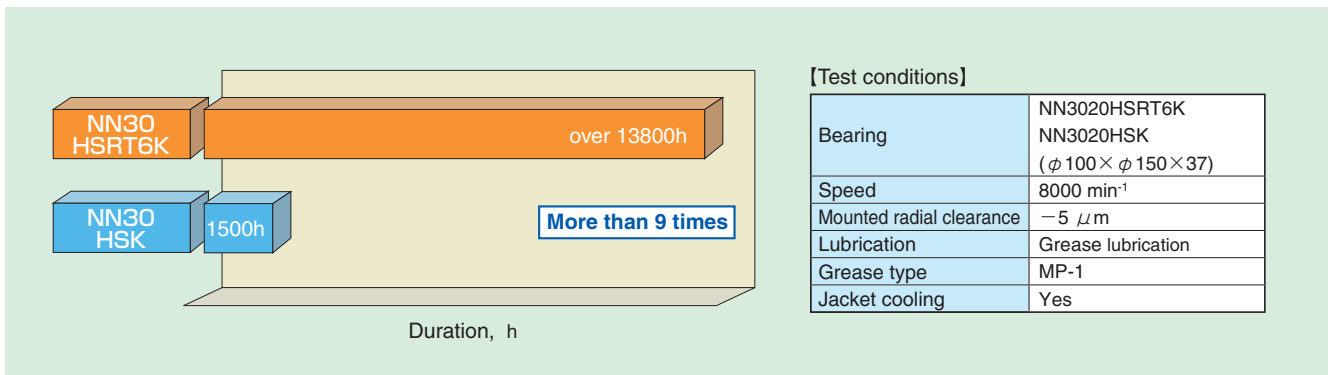 NN30
HSRT6K
over 13800h
NN30
HSK
1500h
More than 9 times
Duration, h
【Test conditions】
Bearing
NN3020HSRT6K
NN3020HSK
(φ100×φ150×37)
Speed 8000 min⁻¹
Mounted radial clearance −5 μm
Lubrication Grease lubrication
Grease type MP-1
Jacket cooling Yes